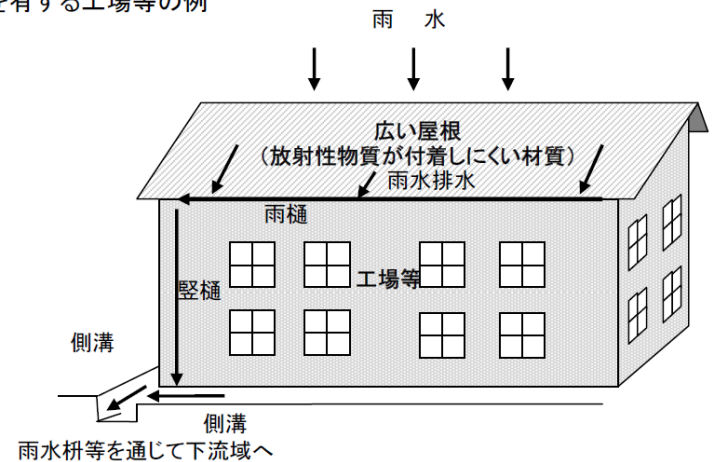 を有する工場等の例
雨　水
広い屋根
（放射性物質が付着しにくい材質）
雨水排水
雨樋
工場等
竪樋
側溝
側溝
雨水枡等を通じて下流域へ